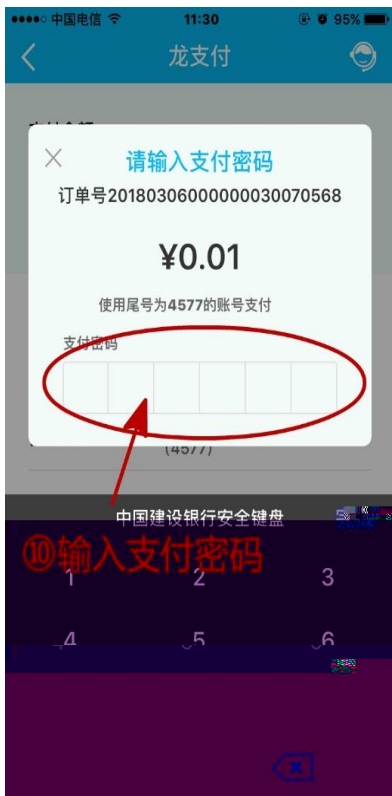 中国电信 11:30 95%
龙支付
请输入支付密码
订单号20180306000000030070568
¥0.01
使用尾号为4577的账号支付
支付密码
(4577)
中国建设银行安全键盘
⑩输入支付密码
1 2 3
4 5 6